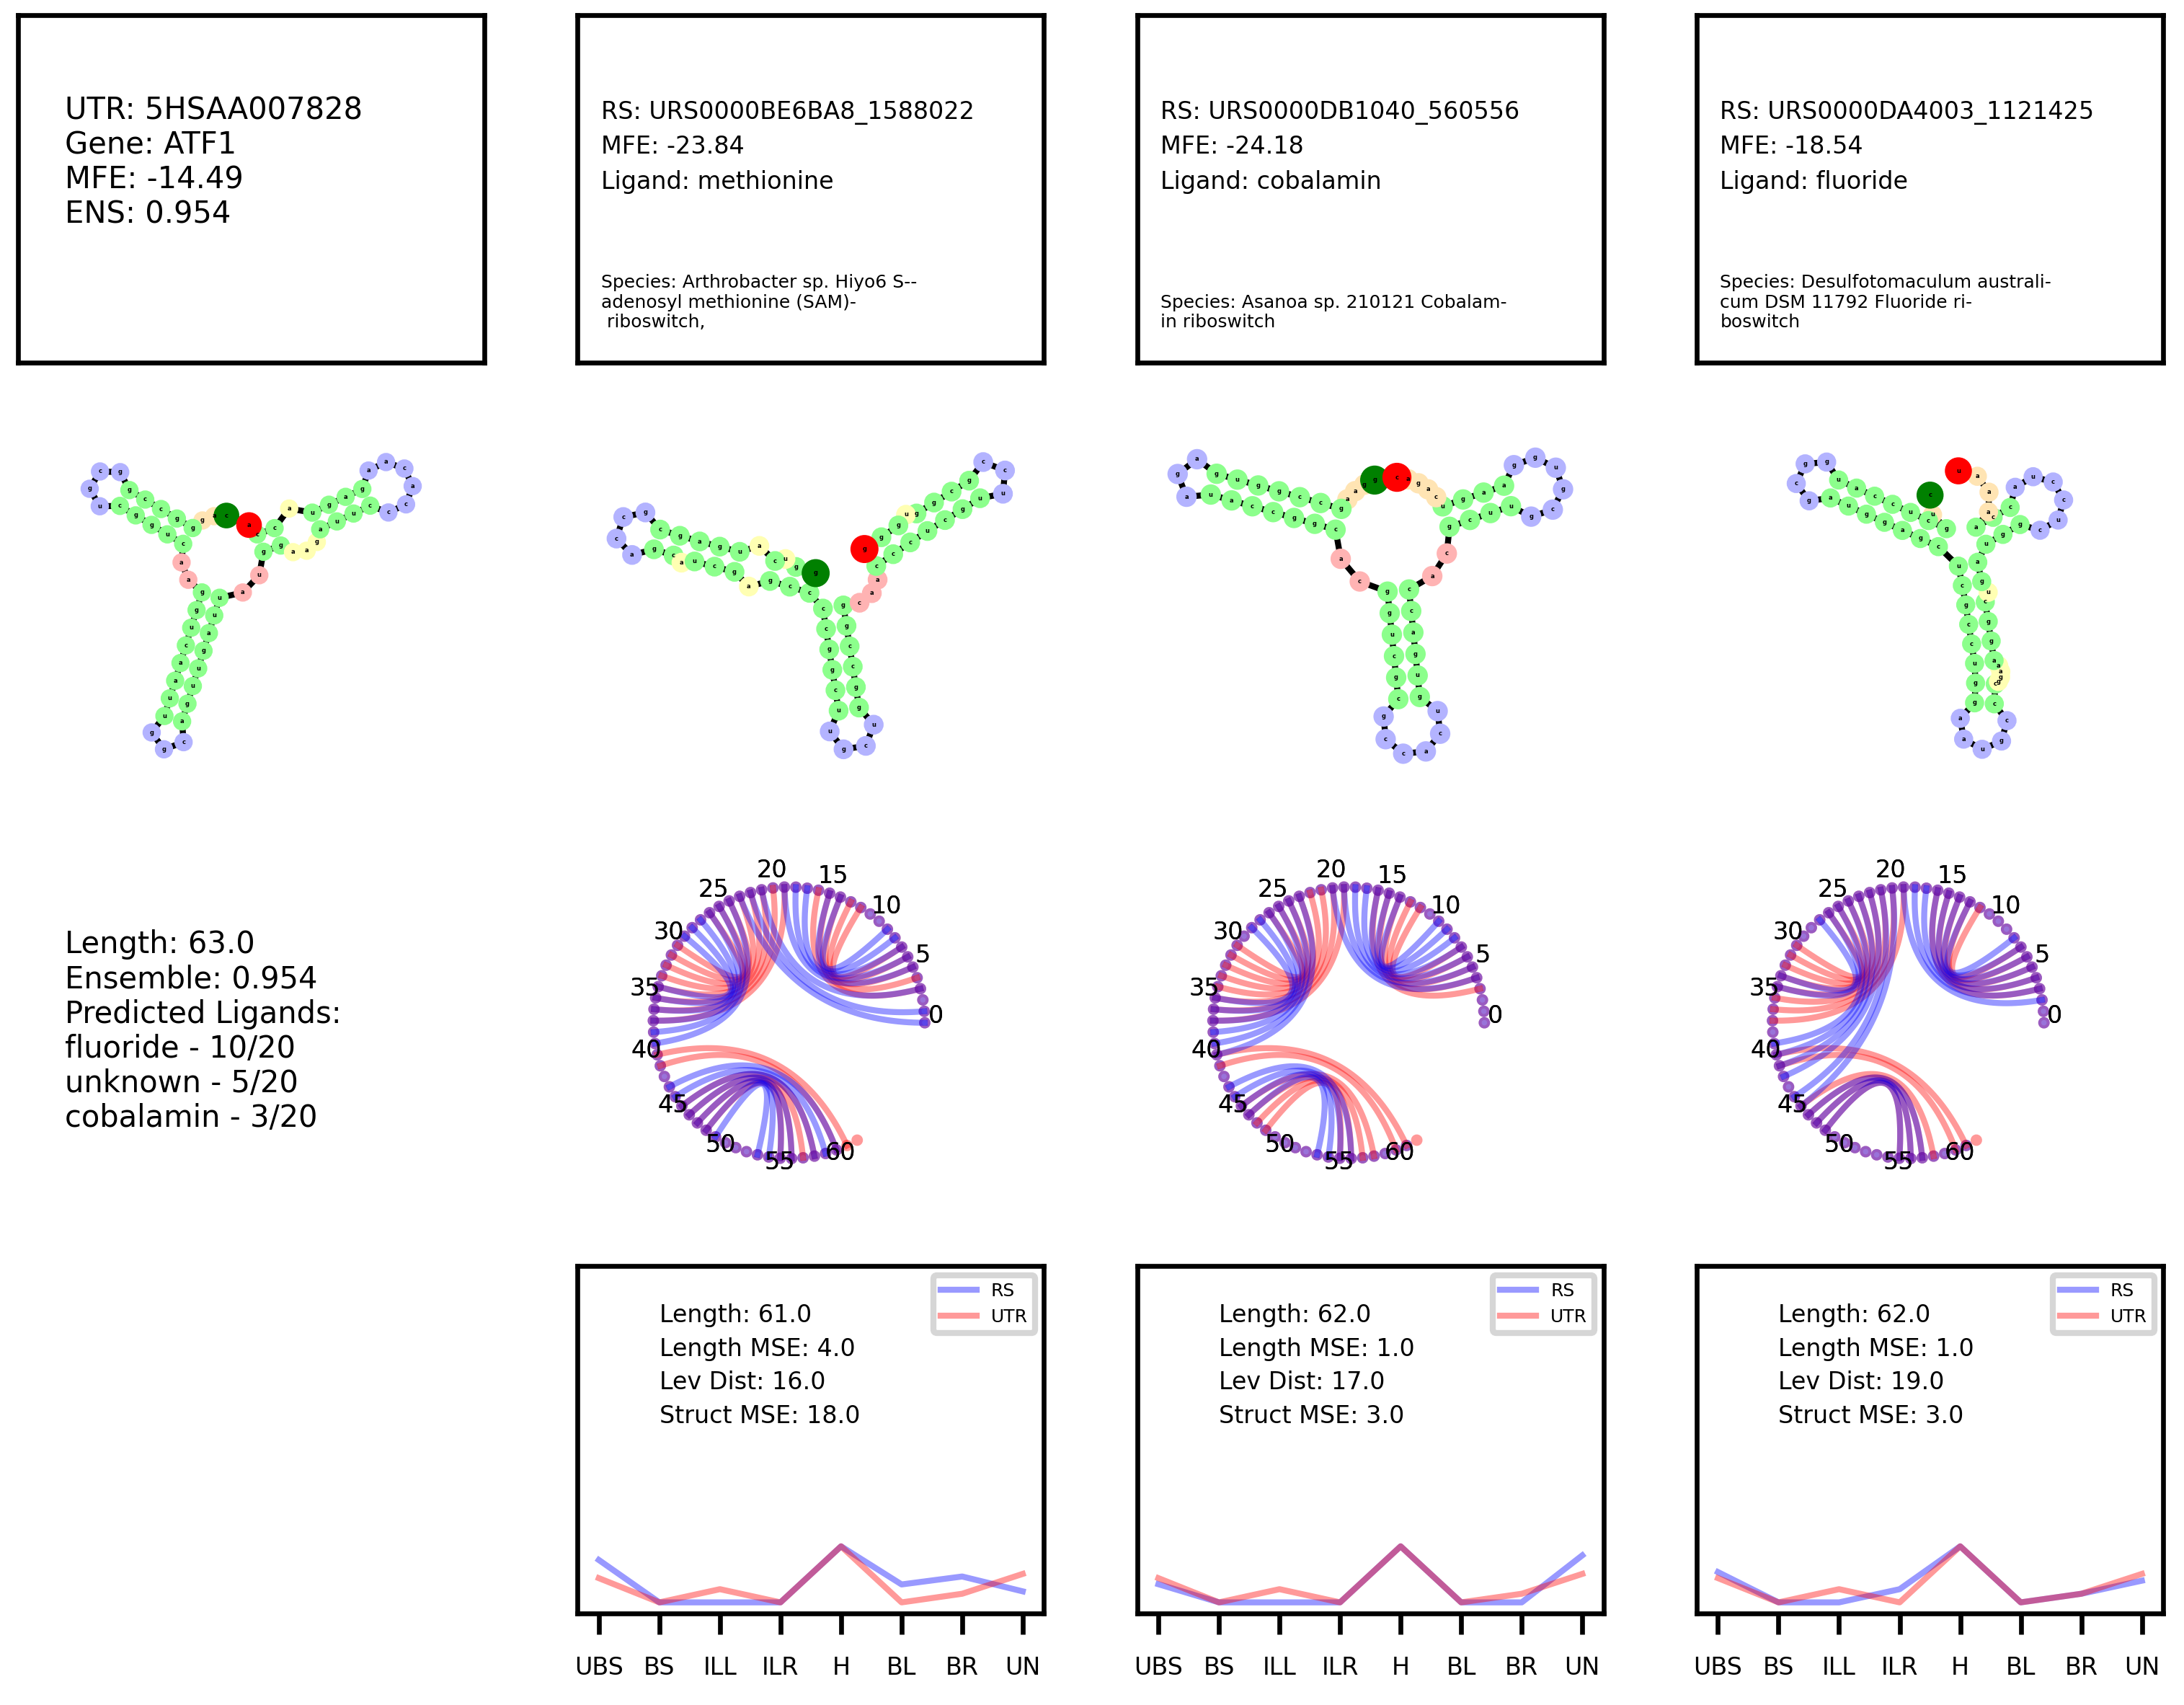 UTR: 5HSAA007828
Gene: ATF1
MFE: -14.49
ENS: 0.954
RS: URS0000BE6BA8_1588022
MFE: -23.84
Ligand: methionine
Species: Arthrobacter sp. Hiyo6 S--
adenosyl methionine (SAM)-
riboswitch,
RS: URS0000DB1040_560556
MFE: -24.18
Ligand: cobalamin
Species: Asanoa sp. 210121 Cobalam-
in riboswitch
RS: URS0000DA4003_1121425
MFE: -18.54
Ligand: fluoride
Species: Desulfotomaculum australi-
cum DSM 11792 Fluoride ri-
boswitch
Length: 63.0
Ensemble: 0.954
Predicted Ligands:
fluoride - 10/20
unknown - 5/20
cobalamin - 3/20
0
5
10
15
20
25
30
35
40
45
50
55
60
0
5
10
15
20
25
30
35
40
45
50
55
60
0
5
10
15
20
25
30
35
40
45
50
55
60
Length: 61.0
Length MSE: 4.0
Lev Dist: 16.0
Struct MSE: 18.0
RS
UTR
UBS BS ILL ILR H BL BR UN
Length: 62.0
Length MSE: 1.0
Lev Dist: 17.0
Struct MSE: 3.0
RS
UTR
UBS BS ILL ILR H BL BR UN
Length: 62.0
Length MSE: 1.0
Lev Dist: 19.0
Struct MSE: 3.0
RS
UTR
UBS BS ILL ILR H BL BR UN